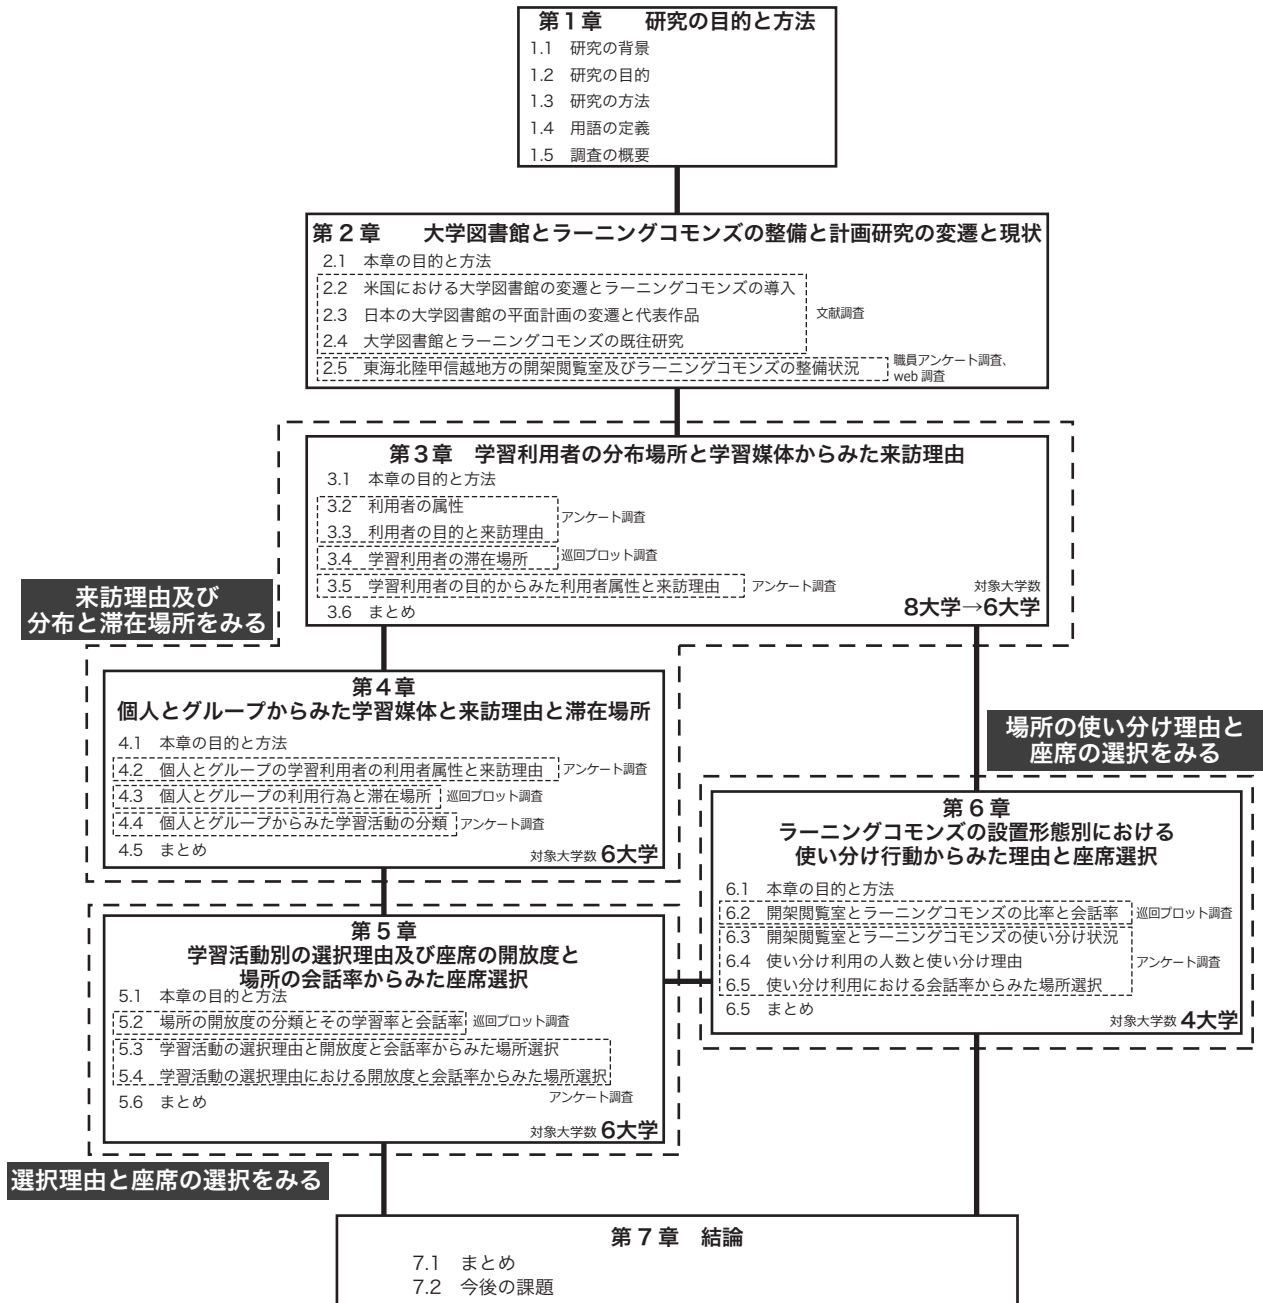 第1章　　研究の目的と方法
1.1　研究の背景
1.2　研究の目的
1.3　研究の方法
1.4　用語の定義
1.5　調査の概要
第2章　　大学図書館とラーニングコモンズの整備と計画研究の変遷と現状
2.1　本章の目的と方法
2.2　米国における大学図書館の変遷とラーニングコモンズの導入
2.3　日本の大学図書館の平面計画の変遷と代表作品
2.4　大学図書館とラーニングコモンズの既往研究
文献調査
2.5　東海北陸甲信越地方の開架閲覧室及びラーニングコモンズの整備状況
職員アンケート調査、
web 調査
第3章　学習利用者の分布場所と学習媒体からみた来訪理由
3.1　本章の目的と方法
3.2　利用者の属性
3.3　利用者の目的と来訪理由
アンケート調査
3.4　学習利用者の滞在場所
巡回プロット調査
3.5　学習利用者の目的からみた利用者属性と来訪理由
アンケート調査
3.6　まとめ
対象大学数
8大学→6大学
来訪理由及び
分布と滞在場所をみる
第4章
個人とグループからみた学習媒体と来訪理由と滞在場所
4.1　本章の目的と方法
4.2　個人とグループの学習利用者の利用者属性と来訪理由
アンケート調査
4.3　個人とグループの利用行為と滞在場所
巡回プロット調査
4.4　個人とグループからみた学習活動の分類
アンケート調査
4.5　まとめ
対象大学数 6大学
場所の使い分け理由と
座席の選択をみる
第5章
学習活動別の選択理由及び座席の開放度と
場所の会話率からみた座席選択
5.1　本章の目的と方法
5.2　場所の開放度の分類とその学習率と会話率
巡回プロット調査
5.3　学習活動の選択理由と開放度と会話率からみた場所選択
5.4　学習活動の選択理由における開放度と会話率からみた場所選択
アンケート調査
5.6　まとめ
対象大学数 6大学
選択理由と座席の選択をみる
第6章
ラーニングコモンズの設置形態別における
使い分け行動からみた理由と座席選択
6.1　本章の目的と方法
6.2　開架閲覧室とラーニングコモンズの比率と会話率
巡回プロット調査
6.3　開架閲覧室とラーニングコモンズの使い分け状況
6.4　使い分け利用の人数と使い分け理由
アンケート調査
6.5　使い分け利用における会話率からみた場所選択
6.5　まとめ
対象大学数 4大学
第7章　結論
7.1　まとめ
7.2　今後の課題